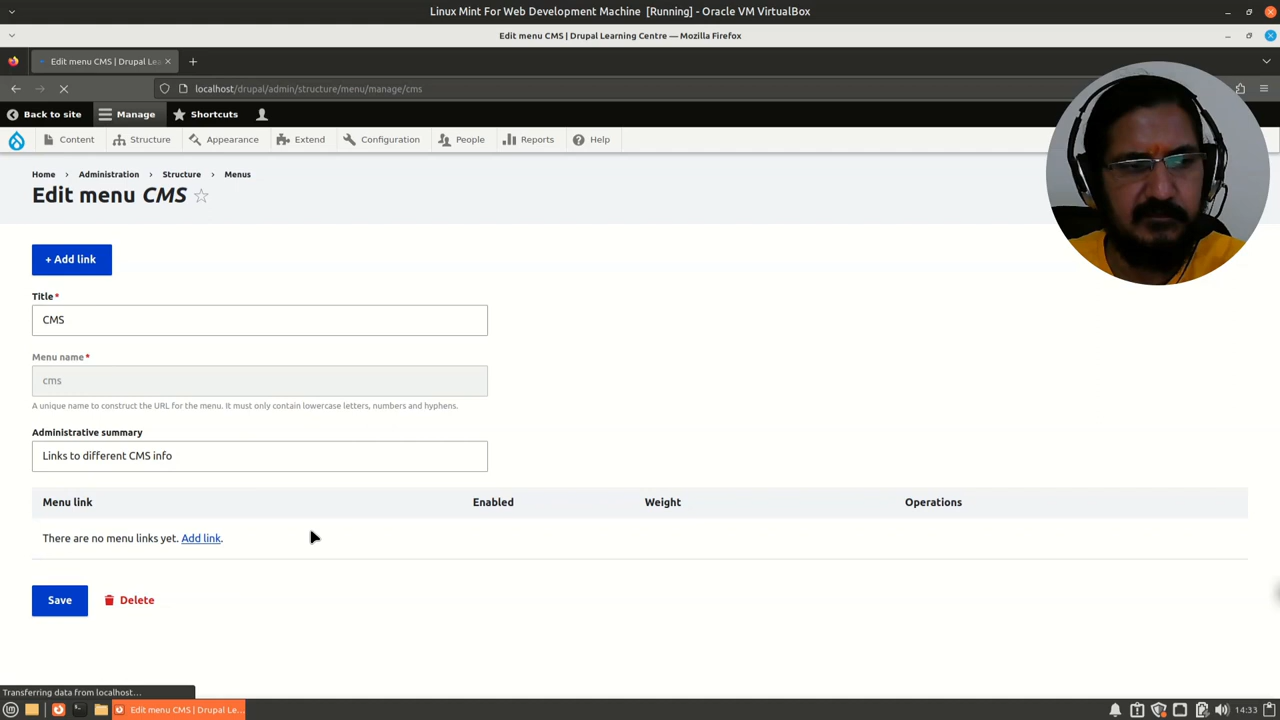 Linux Mint For Web Development Machine [Running] - Oracle VM VirtualBox
Edit menu CMS | Drupal Learning Centre — Mozilla Firefox
Edit menu CMS | Drupal Lea
localhost/drupal/admin/structure/menu/manage/cms
Back to site Manage Shortcuts
Content Structure Appearance Extend Configuration People Reports Help
Home › Administration › Structure › Menus
Edit menu CMS
+ Add link
Title*
CMS
Menu name*
cms
A unique name to construct the URL for the menu. It must only contain lowercase letters, numbers and hyphens.
Administrative summary
Links to different CMS info
Menu link Enabled Weight Operations
There are no menu links yet. Add link.
Save Delete
Transferring data from localhost…
Edit menu CMS | Drupal Le...
14:33